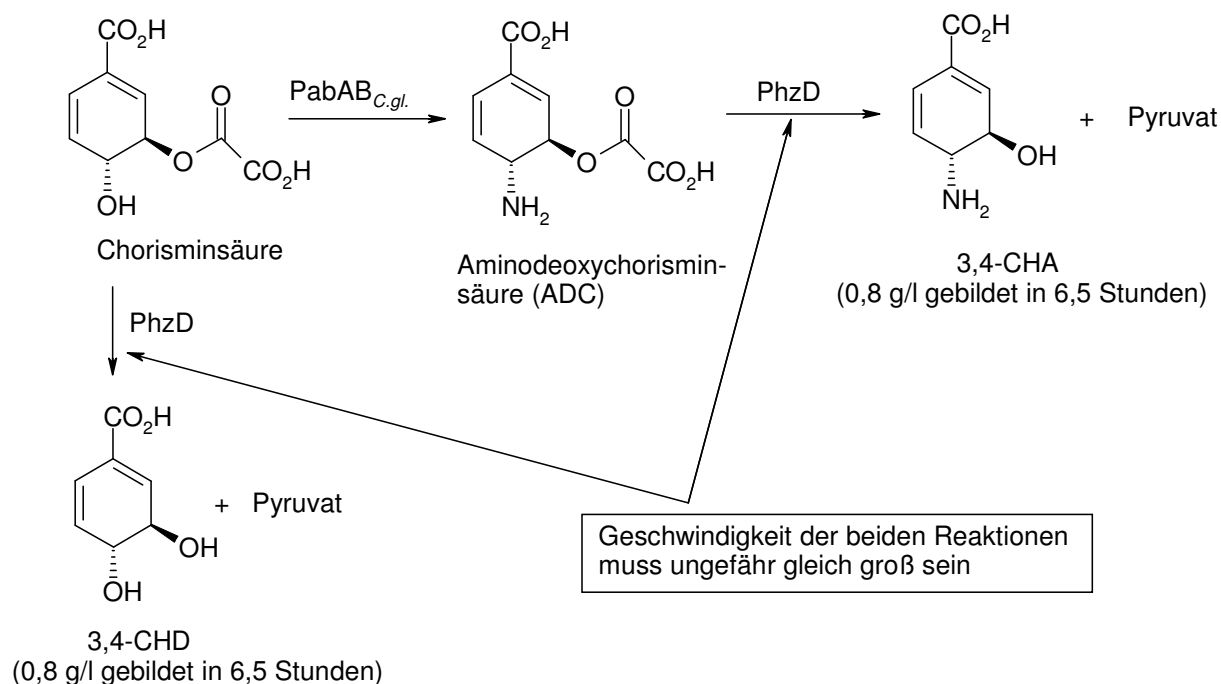 CO₂H
O
O
CO₂H
OH
Chorisminsäure
PabAB_C.gl.
CO₂H
O
O
CO₂H
NH₂
Aminodeoxychorismin-
säure (ADC)
PhzD
CO₂H
OH
NH₂
+ Pyruvat
3,4-CHA
(0,8 g/l gebildet in 6,5 Stunden)
PhzD
CO₂H
OH
OH
+ Pyruvat
3,4-CHD
(0,8 g/l gebildet in 6,5 Stunden)
Geschwindigkeit der beiden Reaktionen
muss ungefähr gleich groß sein